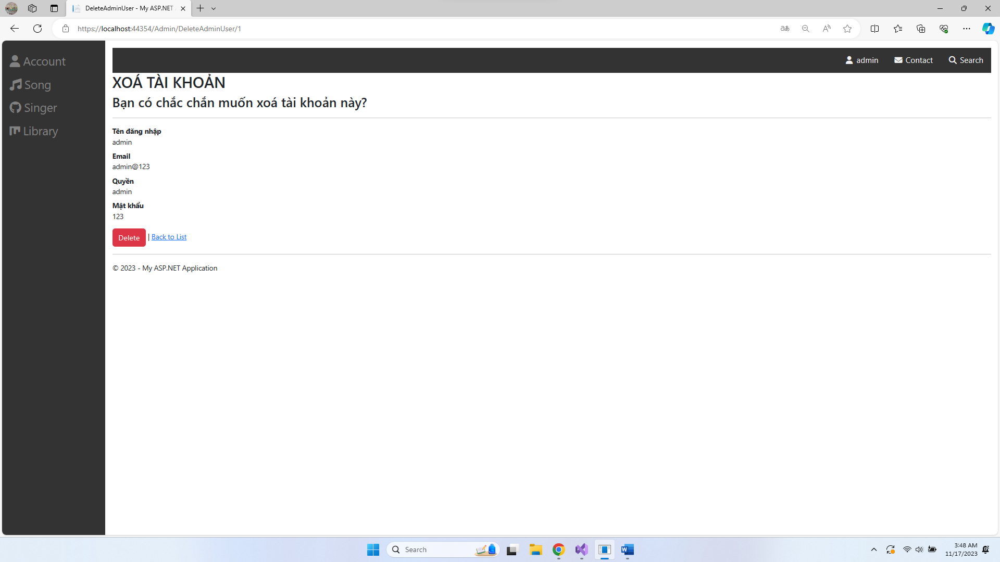 DeleteAdminUser - My ASP.NET
https://localhost:44354/Admin/DeleteAdminUser/1
Account
Song
Singer
Library
admin
Contact
Search
XOÁ TÀI KHOẢN
Bạn có chắc chắn muốn xoá tài khoản này?
Tên đăng nhập
admin
Email
admin@123
Quyền
admin
Mật khẩu
123
Delete | Back to List
© 2023 - My ASP.NET Application
Search
3:48 AM
11/17/2023